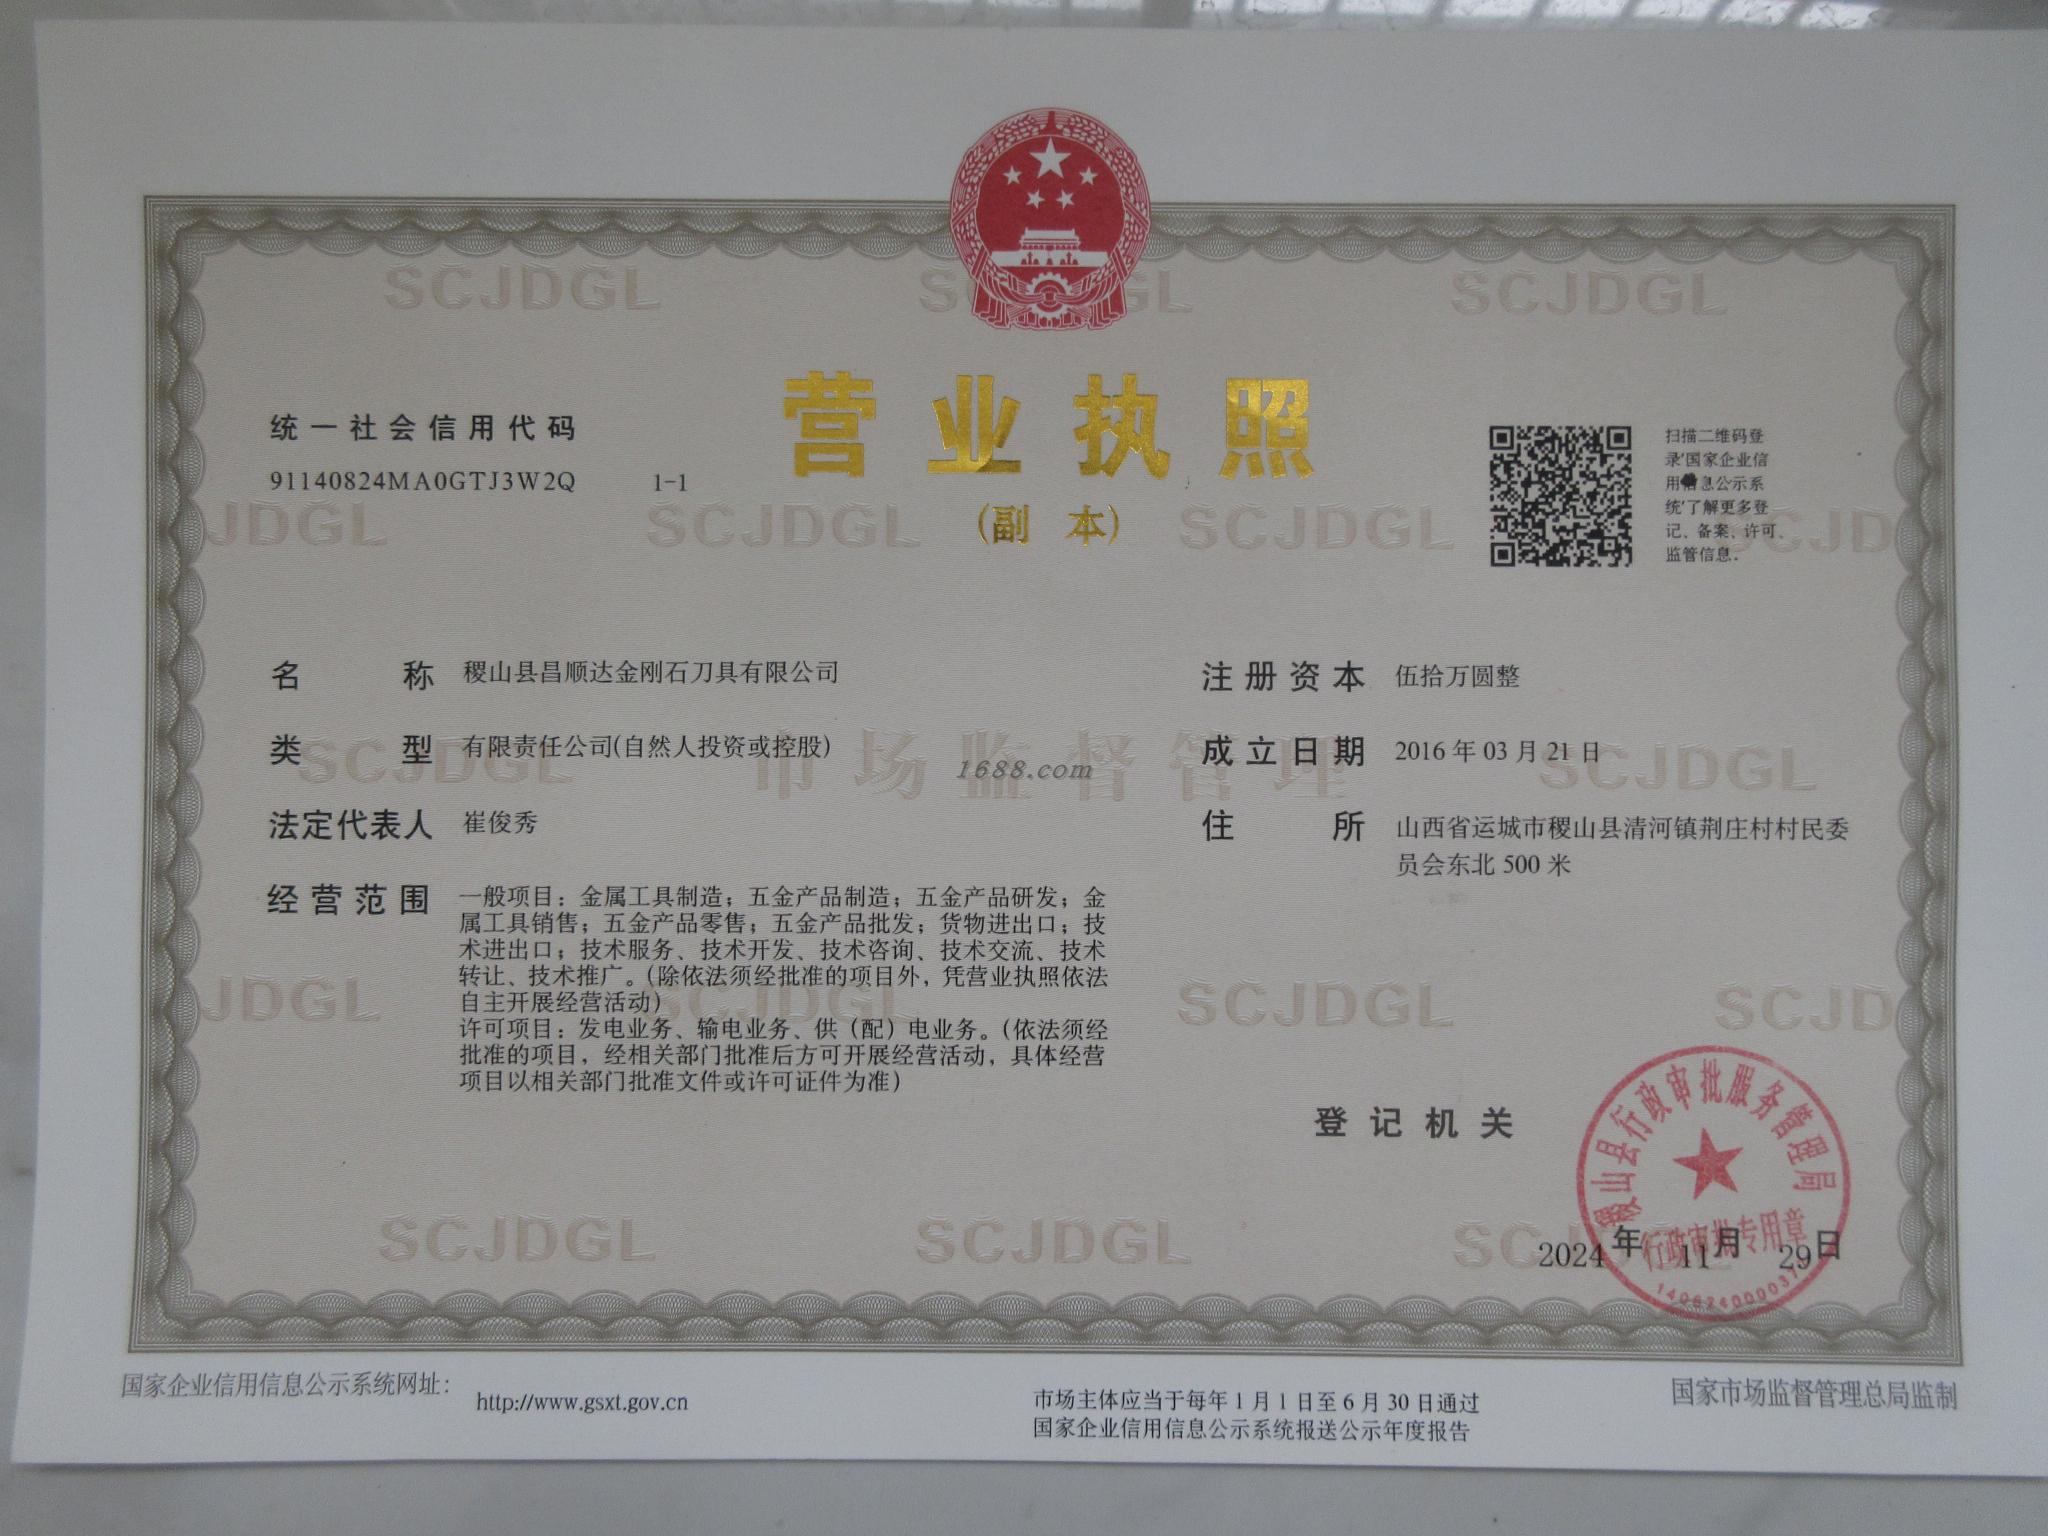 SCJDGL
SCJDGL
营业执照
(副 本)
统一社会信用代码
91140824MA0GTJ3W2Q 1-1
扫描二维码登
录'国家企业信
用信息公示系
统'了解更多登
记、备案、许可、
监管信息。
JDGL
SCJDGL
SCJDGL
名 称 稷山县昌顺达金刚石刀具有限公司
类 型 有限责任公司(自然人投资或控股)
法定代表人 崔俊秀
经营范围 一般项目：金属工具制造；五金产品制造；五金产品研发；金
属工具销售；五金产品零售；五金产品批发；货物进出口；技
术进出口；技术服务、技术开发、技术咨询、技术交流、技术
转让、技术推广。(除依法须经批准的项目外，凭营业执照依法
自主开展经营活动)
许可项目：发电业务、输电业务、供（配）电业务。(依法须经
批准的项目，经相关部门批准后方可开展经营活动，具体经营
项目以相关部门批准文件或许可证件为准)
注册资本 伍拾万圆整
成立日期 2016年03月21日
住 所 山西省运城市稷山县清河镇荆庄村村民委
员会东北500米
SCJDGL
市场监督管理
1688.com
SCJDGL
JDGL
SCJDGL
SCJDGL
SCJD
登记机关
稷山县行政审批服务管理局
行政审批专用章
2024年11月29日
SCJDGL
SCJDGL
国家企业信用信息公示系统网址：
http://www.gsxt.gov.cn
市场主体应当于每年1月1日至6月30日通过
国家企业信用信息公示系统报送公示年度报告
国家市场监督管理总局监制